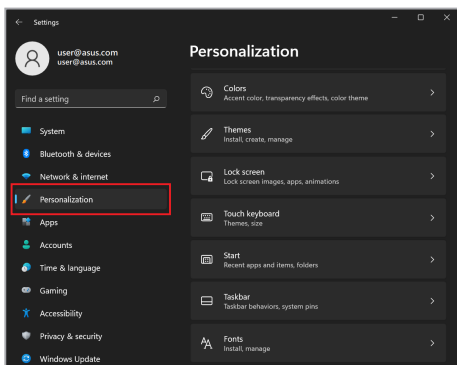 Settings
user@asus.com
user@asus.com
Find a setting
System
Bluetooth & devices
Network & internet
Personalization
Apps
Accounts
Time & language
Gaming
Accessibility
Privacy & security
Windows Update
Personalization
Colors
Accent color, transparency effects, color theme
Themes
Install, create, manage
Lock screen
Lock screen images, apps, animations
Touch keyboard
Themes, size
Start
Recent apps and items, folders
Taskbar
Taskbar behaviors, system pins
Fonts
Install, manage